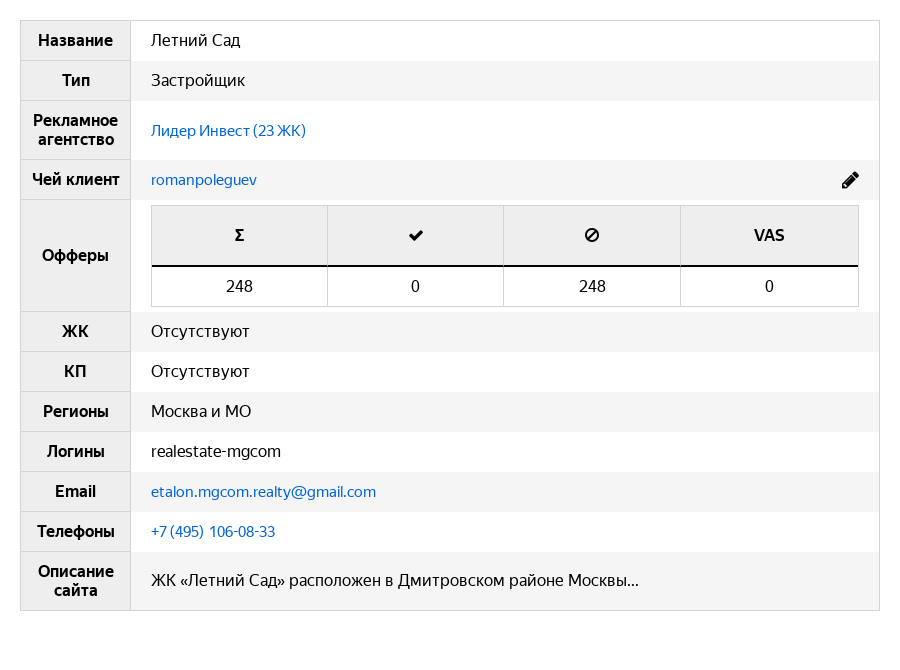 Название Летний Сад
Тип Застройщик
Рекламное агентство Лидер Инвест (23 ЖК)
Чей клиент romanpoleguev
Офферы
Σ VAS
248 0 248 0
ЖК Отсутствуют
КП Отсутствуют
Регионы Москва и МО
Логины realestate-mgcom
Email etalon.mgcom.realty@gmail.com
Телефоны +7 (495) 106-08-33
Описание сайта ЖК «Летний Сад» расположен в Дмитровском районе Москвы...